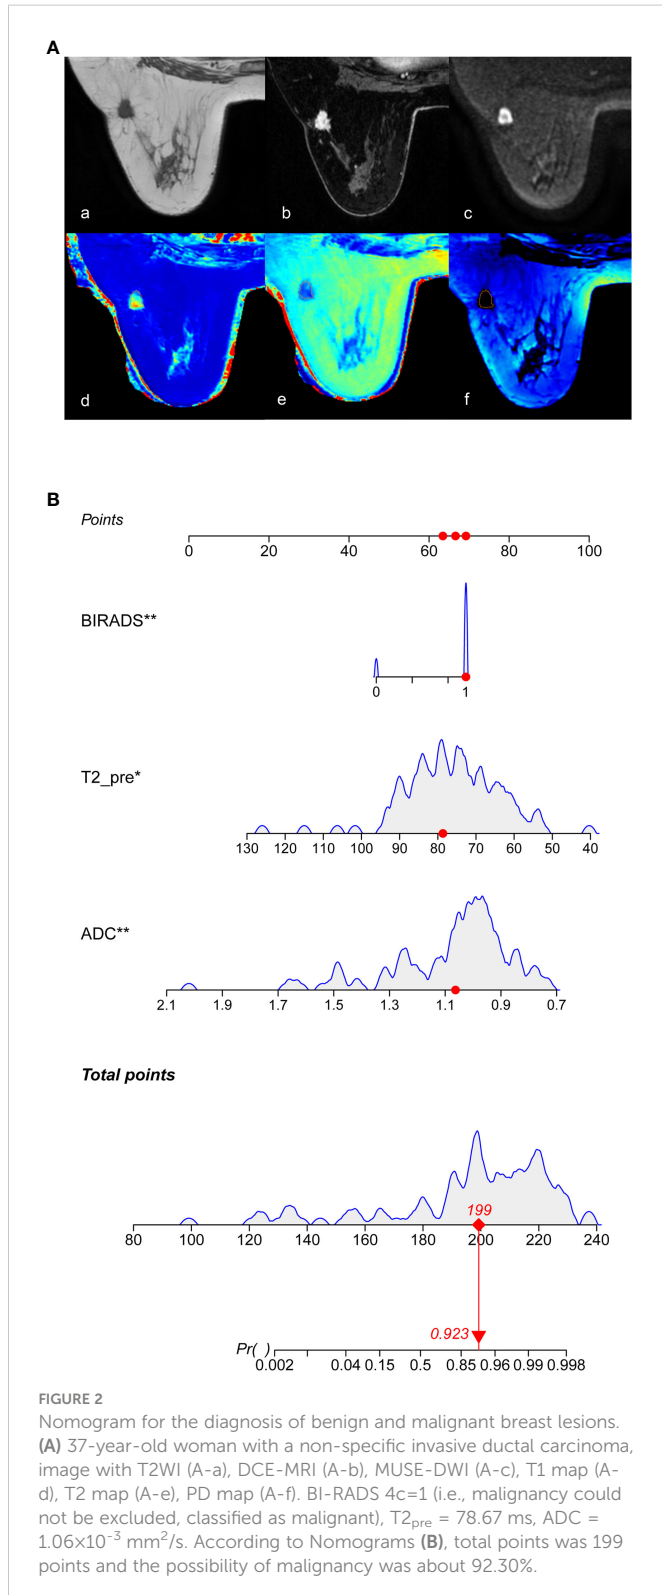 A
a
b
c
d
e
f
B
Points
0 20 40 60 80 100
BIRADS**
0 1
T2_pre*
130 120 110 100 90 80 70 60 50 40
ADC**
2.1 1.9 1.7 1.5 1.3 1.1 0.9 0.7
Total points
199
80 100 120 140 160 180 200 220 240
0.923
Pr( )
0.002 0.04 0.15 0.5 0.85 0.96 0.99 0.998
FIGURE 2
Nomogram for the diagnosis of benign and malignant breast lesions.
(A) 37-year-old woman with a non-specific invasive ductal carcinoma,
image with T2WI (A-a), DCE-MRI (A-b), MUSE-DWI (A-c), T1 map (A-
d), T2 map (A-e), PD map (A-f). BI-RADS 4c=1 (i.e., malignancy could
not be excluded, classified as malignant), T2pre = 78.67 ms, ADC =
1.06×10⁻³ mm²/s. According to Nomograms (B), total points was 199
points and the possibility of malignancy was about 92.30%.